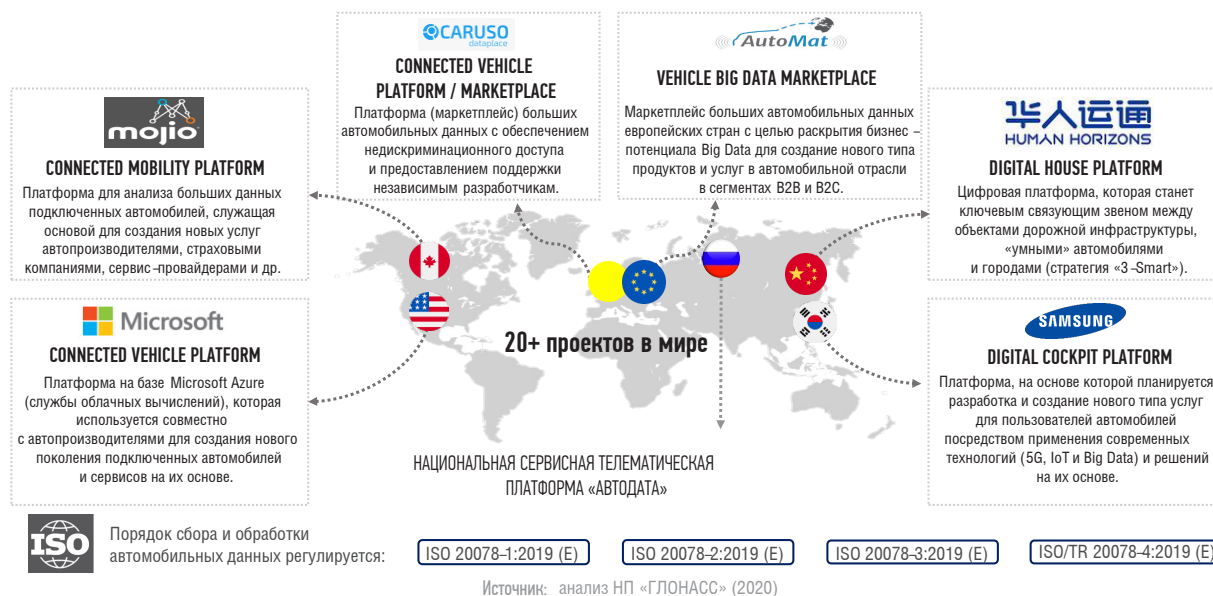 CARUSO
dataplace
CONNECTED VEHICLE
PLATFORM / MARKETPLACE
Платформа (маркетплейс) больших
автомобильных данных с обеспечением
недискриминационного доступа
и предоставлением поддержки
независимым разработчикам.
AutoMat
VEHICLE BIG DATA MARKETPLACE
Маркетплейс больших автомобильных данных
европейских стран с целью раскрытия бизнес –
потенциала Big Data для создание нового типа
продуктов и услуг в автомобильной отрасли
в сегментах B2B и B2C.
mojio
CONNECTED MOBILITY PLATFORM
Платформа для анализа больших данных
подключенных автомобилей, служащая
основой для создания новых услуг
автопроизводителями, страховыми
компаниями, сервис –провайдерами и др.
华人运通
HUMAN HORIZONS
DIGITAL HOUSE PLATFORM
Цифровая платформа, которая станет
ключевым связующим звеном между
объектами дорожной инфраструктуры,
«умными» автомобилями
и городами (стратегия «3 –Smart»).
Microsoft
CONNECTED VEHICLE PLATFORM
Платформа на базе Microsoft Azure
(службы облачных вычислений), которая
используется совместно
с автопроизводителями для создания нового
поколения подключенных автомобилей
и сервисов на их основе.
20+ проектов в мире
SAMSUNG
DIGITAL COCKPIT PLATFORM
Платформа, на основе которой планируется
разработка и создание нового типа услуг
для пользователей автомобилей
посредством применения современных
технологий (5G, IoT и Big Data) и решений
на их основе.
НАЦИОНАЛЬНАЯ СЕРВИСНАЯ ТЕЛЕМАТИЧЕСКАЯ
ПЛАТФОРМА «АВТОДАТА»
ISO
Порядок сбора и обработки
автомобильных данных регулируется:
ISO 20078–1:2019 (E)
ISO 20078–2:2019 (E)
ISO 20078–3:2019 (E)
ISO/TR 20078–4:2019 (E)
Источник: анализ НП «ГЛОНАСС» (2020)